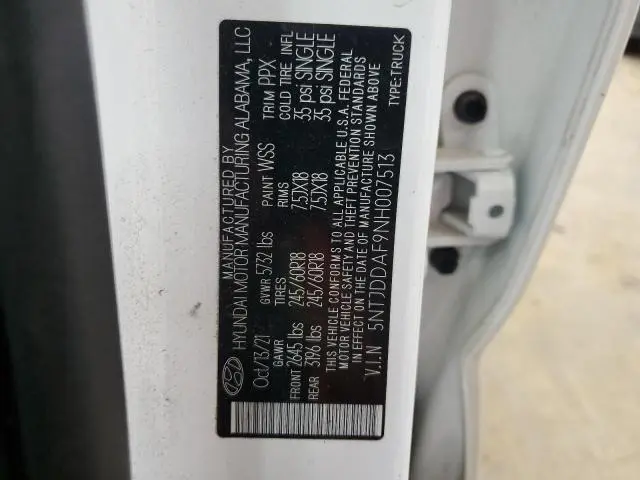 MANUFACTURED BY
HYUNDAI MOTOR MANUFACTURING ALABAMA, LLC
Oct/13/21 GVWR 5732 lbs PAINT WSS TRIM PPX
GAWR TIRES RIMS COLD TIRE INFL
FRONT 2645 lbs 245/60R18 7.5JX18 35 psi SINGLE
REAR 3196 lbs 245/60R18 7.5JX18 35 psi SINGLE
THIS VEHICLE CONFORMS TO ALL APPLICABLE U.S.A. FEDERAL
MOTOR VEHICLE SAFETY AND THEFT PREVENTION STANDARDS
IN EFFECT ON THE DATE OF MANUFACTURE SHOWN ABOVE
V.I.N 5NTJDDAF9NH007513 TYPE:TRUCK